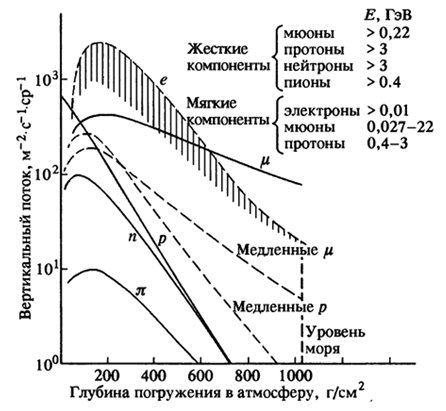 E, ГэВ
Жесткие компоненты
мюоны > 0,22
протоны > 3
нейтроны > 3
пионы > 0.4
Мягкие компоненты
электроны > 0,01
мюоны 0,027–22
протоны 0,4–3
Вертикальный поток, м⁻²·с⁻¹·ср⁻¹
10³
10²
10¹
10⁰
e
μ
p
n
π
Медленные μ
Медленные p
Уровень
моря
200 400 600 800 1000
Глубина погружения в атмосферу, г/см²